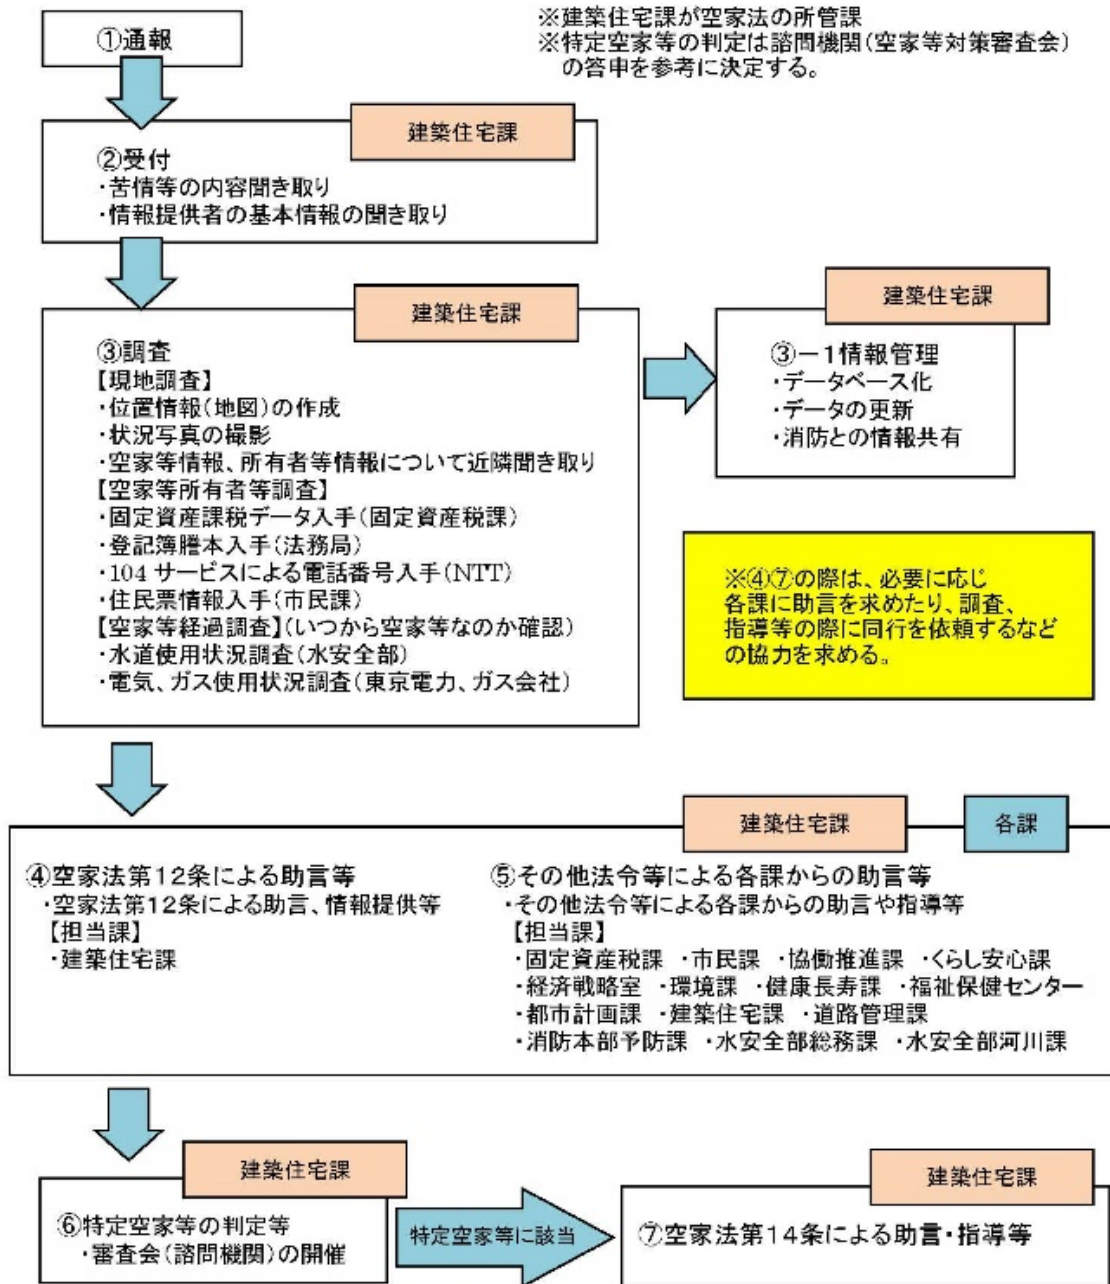 ①通報
※建築住宅課が空家法の所管課
※特定空家等の判定は諮問機関(空家等対策審査会)
の答申を参考に決定する。
建築住宅課
②受付
・苦情等の内容聞き取り
・情報提供者の基本情報の聞き取り
建築住宅課
③調査
【現地調査】
・位置情報(地図)の作成
・状況写真の撮影
・空家等情報、所有者等情報について近隣聞き取り
【空家等所有者等調査】
・固定資産課税データ入手(固定資産税課)
・登記簿謄本入手(法務局)
・104 サービスによる電話番号入手(NTT)
・住民票情報入手(市民課)
【空家等経過調査】(いつから空家等なのか確認)
・水道使用状況調査(水安全部)
・電気、ガス使用状況調査(東京電力、ガス会社)
建築住宅課
③-1情報管理
・データベース化
・データの更新
・消防との情報共有
※④⑦の際は、必要に応じ
各課に助言を求めたり、調査、
指導等の際に同行を依頼するなど
の協力を求める。
建築住宅課
各課
④空家法第12条による助言等
・空家法第12条による助言、情報提供等
【担当課】
・建築住宅課
⑤その他法令等による各課からの助言等
・その他法令等による各課からの助言や指導等
【担当課】
・固定資産税課 ・市民課 ・協働推進課 ・くらし安心課
・経済戦略室 ・環境課 ・健康長寿課 ・福祉保健センター
・都市計画課 ・建築住宅課 ・道路管理課
・消防本部予防課 ・水安全部総務課 ・水安全部河川課
建築住宅課
⑥特定空家等の判定等
・審査会(諮問機関)の開催
特定空家等に該当
建築住宅課
⑦空家法第14条による助言・指導等